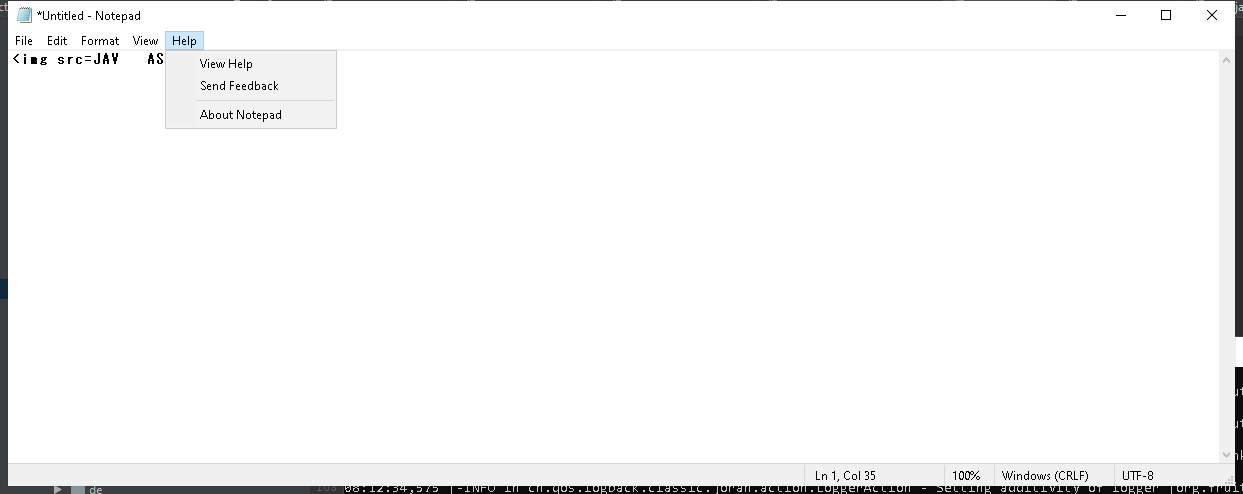 *Untitled - Notepad
File Edit Format View Help
<img src=JAV   AS
View Help
Send Feedback
About Notepad
Ln 1, Col 35 100% Windows (CRLF) UTF-8
de
08:12:34,575 |-INFO in ch.qos.logback.classic.joran.action.LoggerAction - Setting additivity of logger